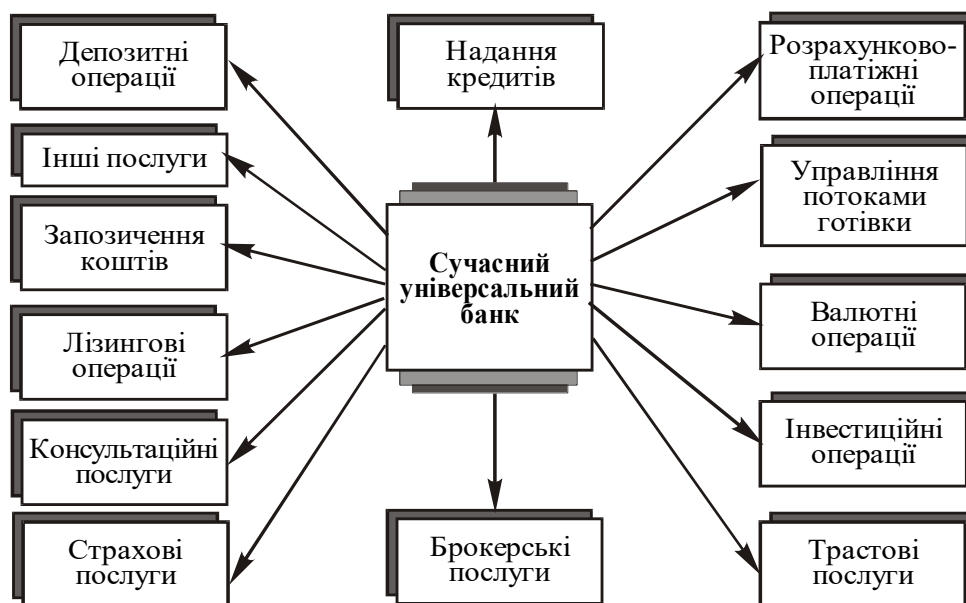 Депозитні
операції
Надання
кредитів
Розрахунково-
платіжні
операції
Інші послуги
Управління
потоками
готівки
Запозичення
коштів
Сучасний
універсальний
банк
Лізингові
операції
Валютні
операції
Консультаційні
послуги
Інвестиційні
операції
Страхові
послуги
Брокерські
послуги
Трастові
послуги